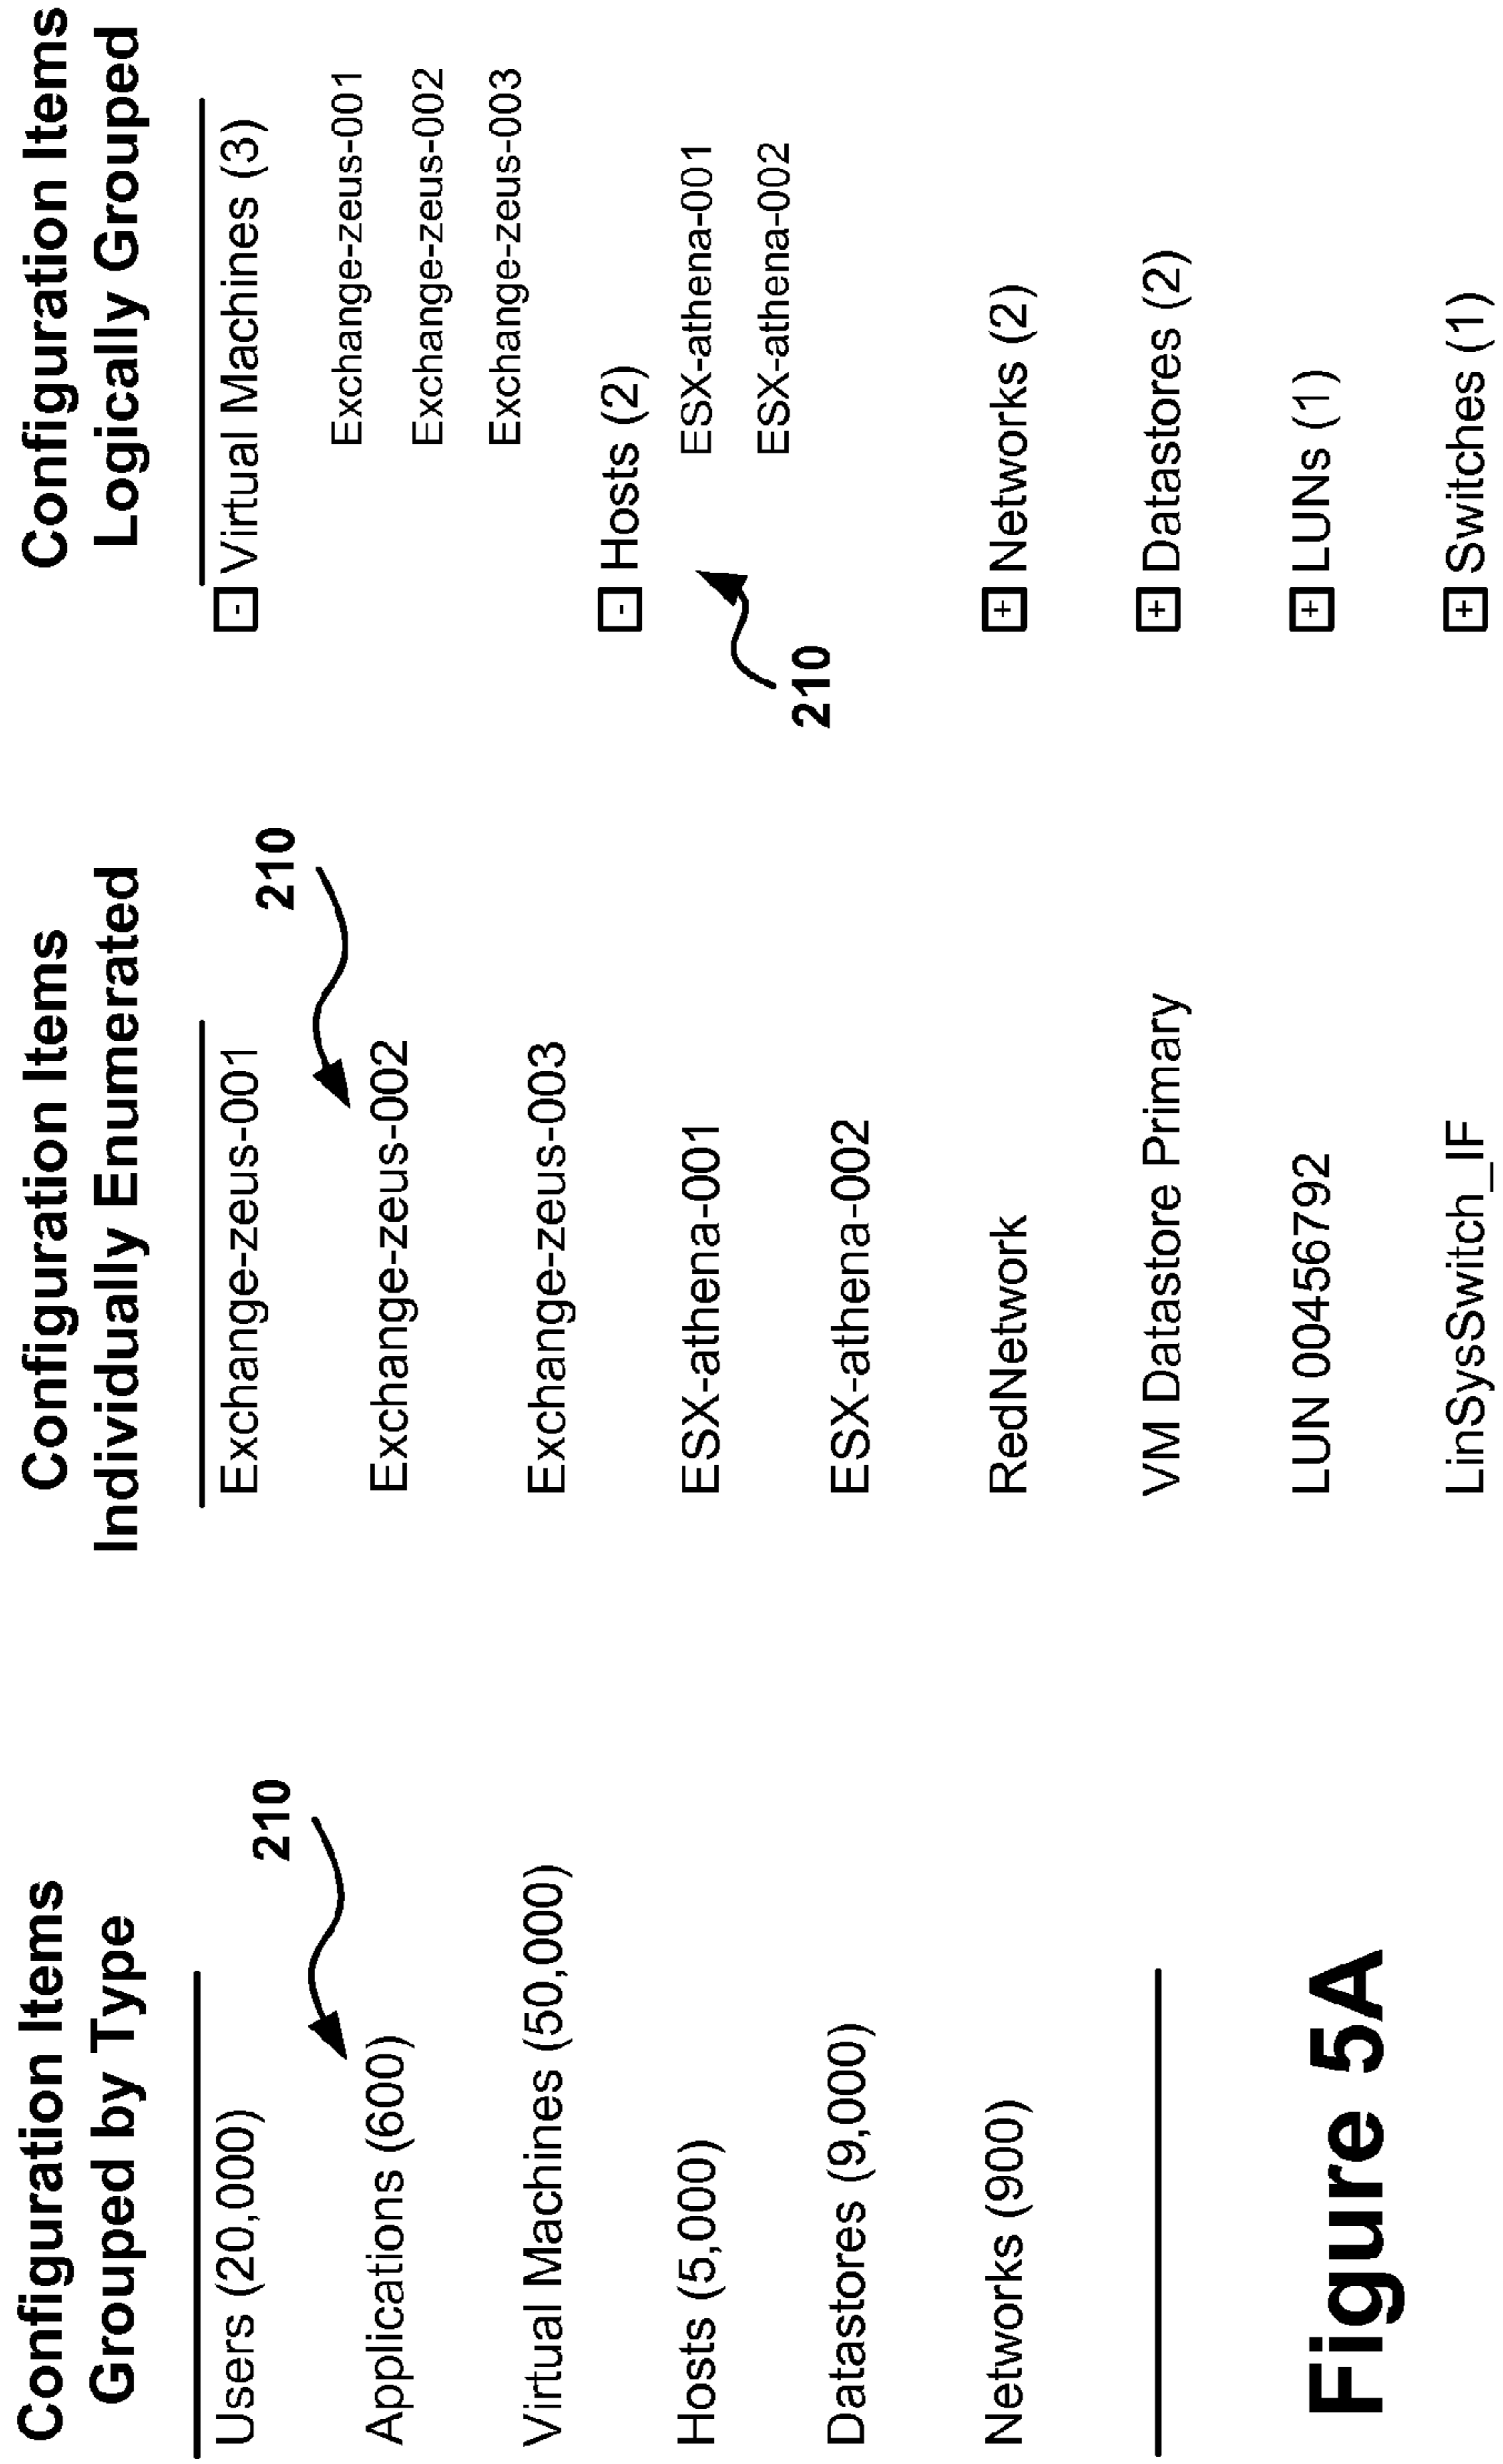 Configuration Items
Grouped by Type
Users (20,000)
210
Applications (600)
Virtual Machines (50,000)
Hosts (5,000)
Datastores (9,000)
Networks (900)
Configuration Items
Individually Enumerated
Exchange-zeus-001
210
Exchange-zeus-002
Exchange-zeus-003
ESX-athena-001
ESX-athena-002
RedNetwork
VM Datastore Primary
LUN 00456792
LinSysSwitch_IF
Configuration Items
Logically Grouped
- Virtual Machines (3)
Exchange-zeus-001
Exchange-zeus-002
Exchange-zeus-003
- Hosts (2)
ESX-athena-001
ESX-athena-002
210
+ Networks (2)
+ Datastores (2)
+ LUNs (1)
+ Switches (1)
Figure 5A